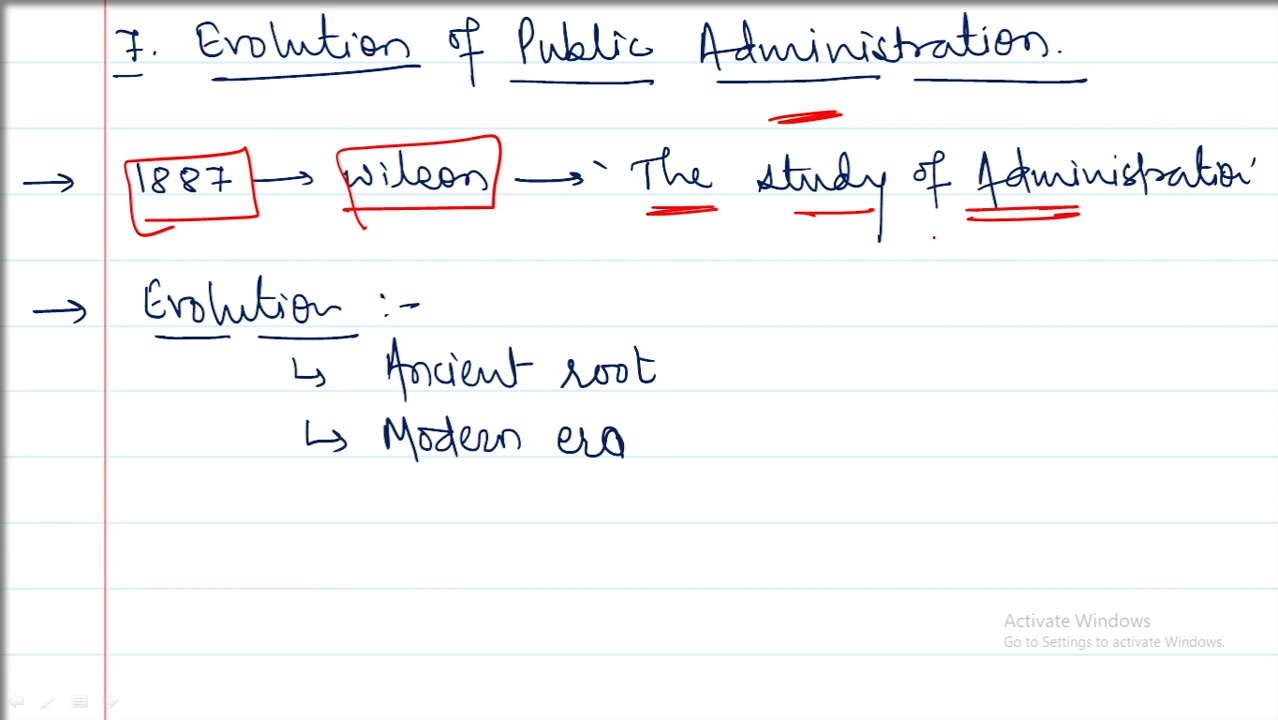 7. Evolution of Public Administration.
→ 1887 → Wilson → 'The study of Administration'
→ Evolution :-
↳ Ancient root
↳ Modern era
Activate Windows
Go to Settings to activate Windows.